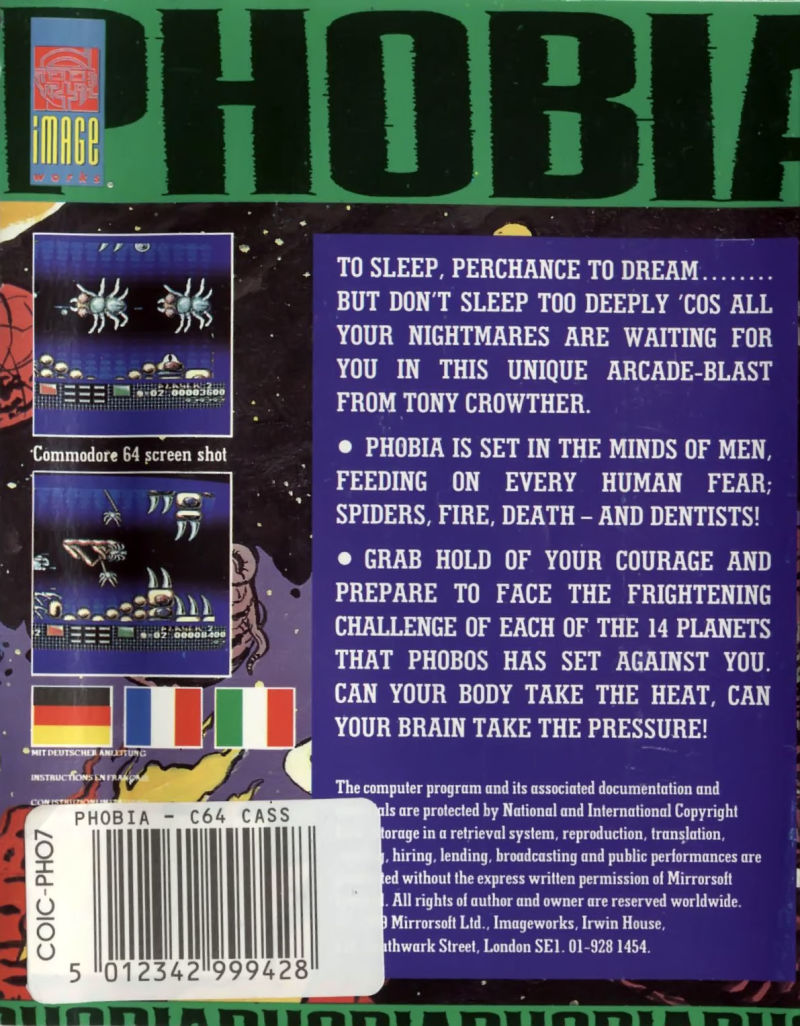 PHOBIA
iMAGE
works
Commodore 64 screen shot
TO SLEEP, PERCHANCE TO DREAM........
BUT DON'T SLEEP TOO DEEPLY 'COS ALL
YOUR NIGHTMARES ARE WAITING FOR
YOU IN THIS UNIQUE ARCADE-BLAST
FROM TONY CROWTHER.
● PHOBIA IS SET IN THE MINDS OF MEN,
FEEDING ON EVERY HUMAN FEAR;
SPIDERS, FIRE, DEATH – AND DENTISTS!
● GRAB HOLD OF YOUR COURAGE AND
PREPARE TO FACE THE FRIGHTENING
CHALLENGE OF EACH OF THE 14 PLANETS
THAT PHOBOS HAS SET AGAINST YOU.
CAN YOUR BODY TAKE THE HEAT, CAN
YOUR BRAIN TAKE THE PRESSURE!
02 00003600
02 00008400
MIT DEUTSCHER ANLEITUNG
INSTRUCTIONS EN FRANÇAIS
The computer program and its associated documentation and
are protected by National and International Copyright
in a retrieval system, reproduction, translation,
hiring, lending, broadcasting and public performances are
without the express written permission of Mirrorsoft
All rights of author and owner are reserved worldwide.
Mirrorsoft Ltd., Imageworks, Irwin House,
Street, London SE1. 01-928 1454.
PHOBIA - C64 CASS
COIC-PHO7
5 012342 999428